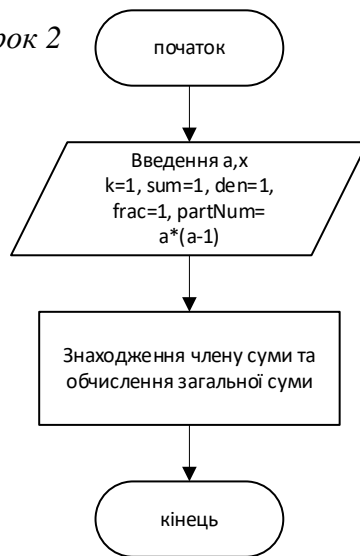 рок 2
початок
Введення a,x
k=1, sum=1, den=1,
frac=1, partNum=
a*(a-1)
Знаходження члену суми та
обчислення загальної суми
кінець